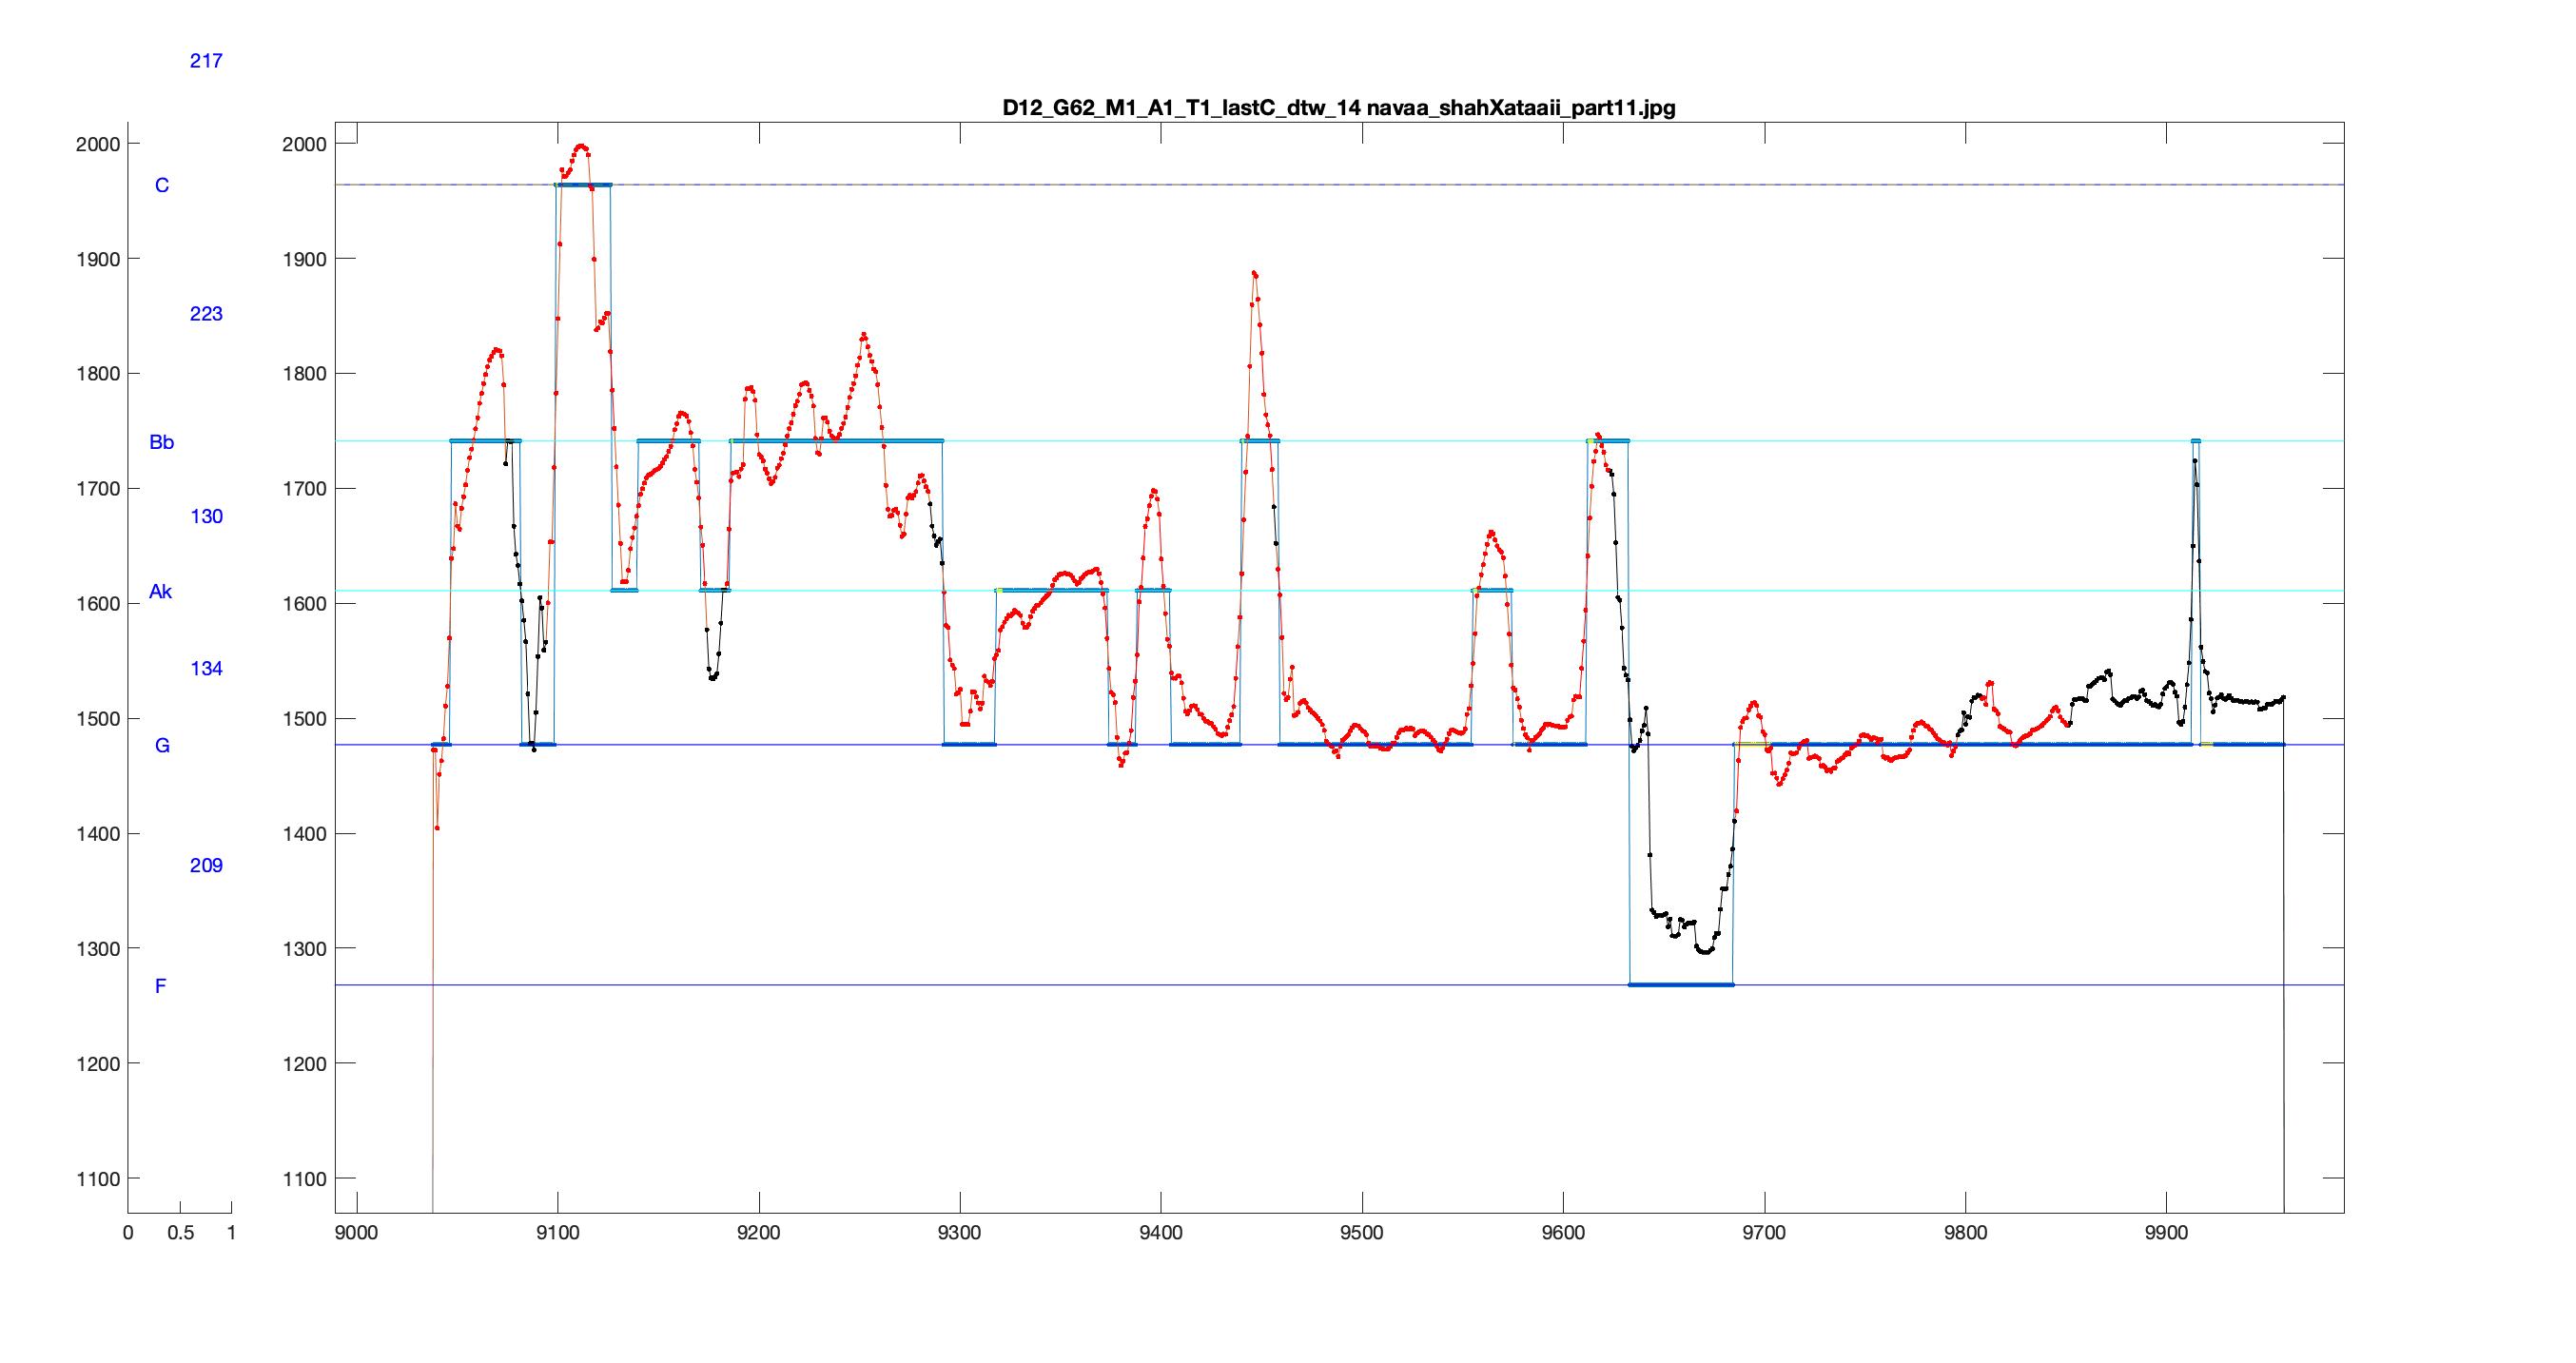 217
D12_G62_M1_A1_T1_lastC_dtw_14 navaa_shahXataaii_part11.jpg
2000 2000
C
1900 1900
223
1800 1800
Bb
1700 1700
130
1600 1600
Ak
134
1500 1500
G
1400 1400
209
1300 1300
F
1200 1200
1100 1100
0 0.5 1 9000 9100 9200 9300 9400 9500 9600 9700 9800 9900